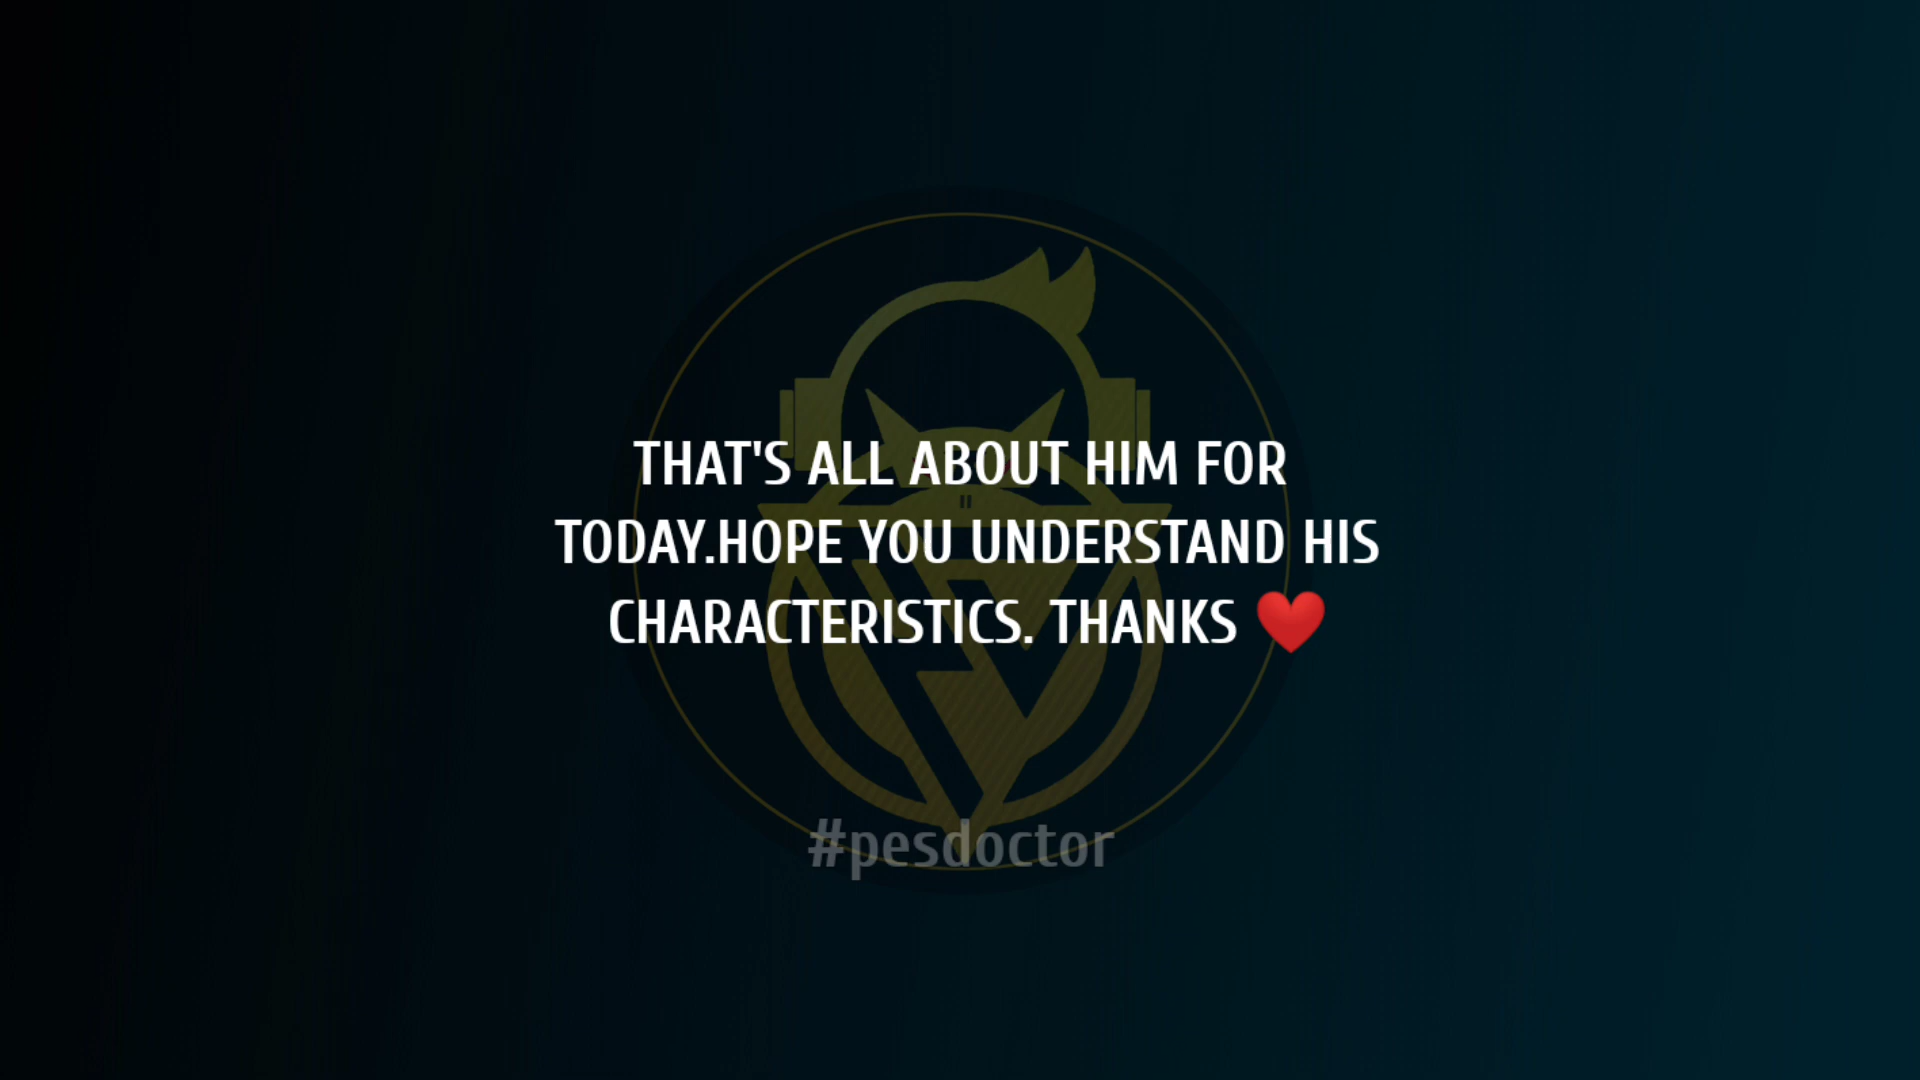 THAT'S ALL ABOUT HIM FOR
TODAY.HOPE YOU UNDERSTAND HIS
CHARACTERISTICS. THANKS ❤️
#pesdoctor